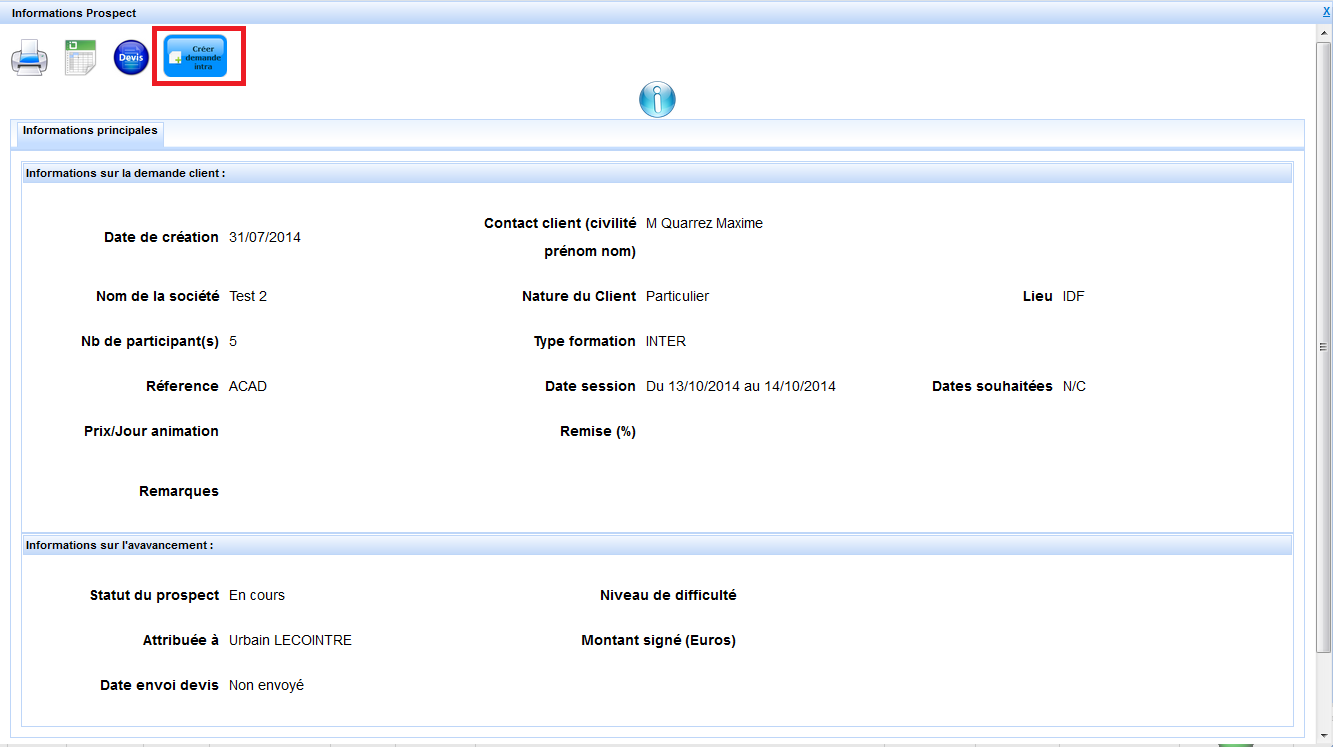 Informations Prospect
X
Devis
Créer
demande
intra
Informations principales
Informations sur la demande client :
Date de création 31/07/2014
Contact client (civilité
prénom nom)
M Quarrez Maxime
Nom de la société Test 2
Nature du Client Particulier
Lieu IDF
Nb de participant(s) 5
Type formation INTER
Réference ACAD
Date session Du 13/10/2014 au 14/10/2014
Dates souhaitées N/C
Prix/Jour animation
Remise (%)
Remarques
Informations sur l'avavancement :
Statut du prospect En cours
Niveau de difficulté
Attribuée à Urbain LECOINTRE
Montant signé (Euros)
Date envoi devis Non envoyé